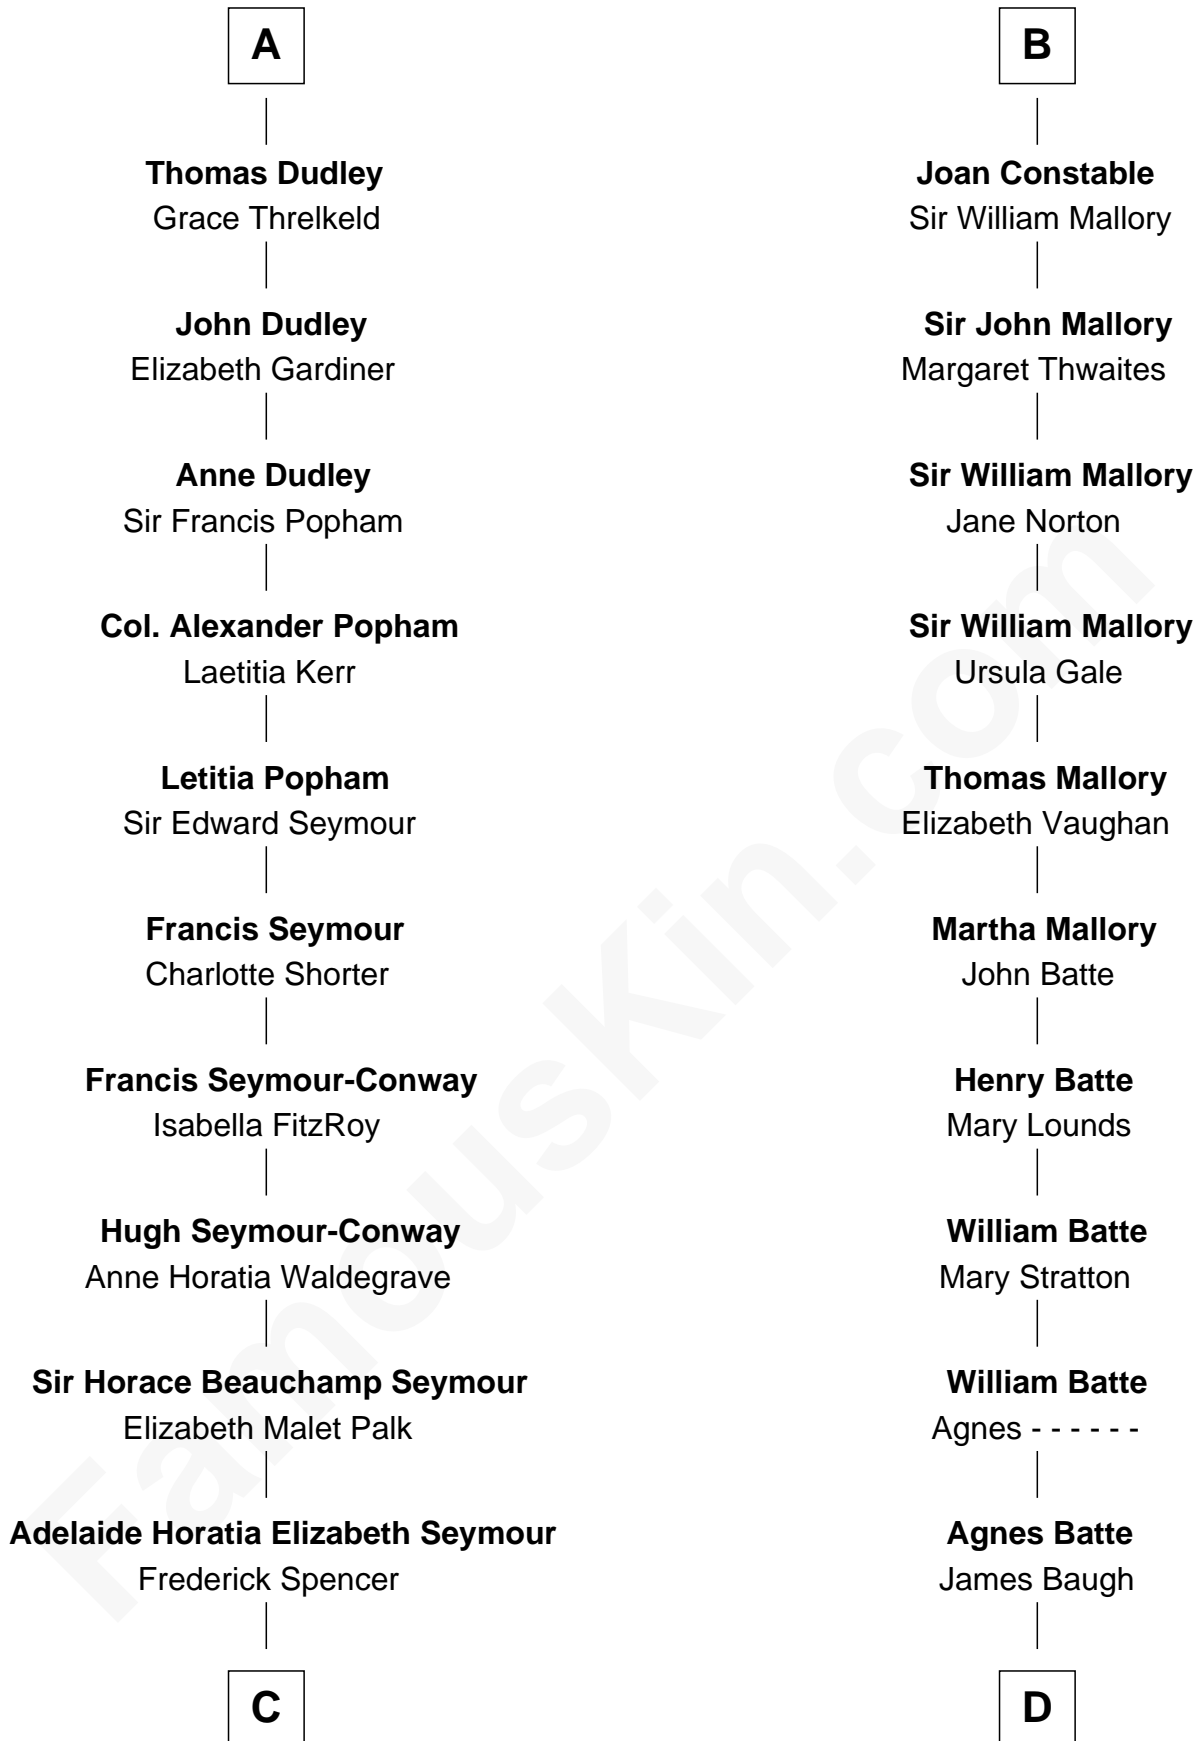 A
Thomas Dudley
Grace Threlkeld
John Dudley
Elizabeth Gardiner
Anne Dudley
Sir Francis Popham
Col. Alexander Popham
Laetitia Kerr
Letitia Popham
Sir Edward Seymour
Francis Seymour
Charlotte Shorter
Francis Seymour-Conway
Isabella FitzRoy
Hugh Seymour-Conway
Anne Horatia Waldegrave
Sir Horace Beauchamp Seymour
Elizabeth Malet Palk
Adelaide Horatia Elizabeth Seymour
Frederick Spencer
C
B
Joan Constable
Sir William Mallory
Sir John Mallory
Margaret Thwaites
Sir William Mallory
Jane Norton
Sir William Mallory
Ursula Gale
Thomas Mallory
Elizabeth Vaughan
Martha Mallory
John Batte
Henry Batte
Mary Lounds
William Batte
Mary Stratton
William Batte
Agnes - - - - - -
Agnes Batte
James Baugh
D
FamousKin.com